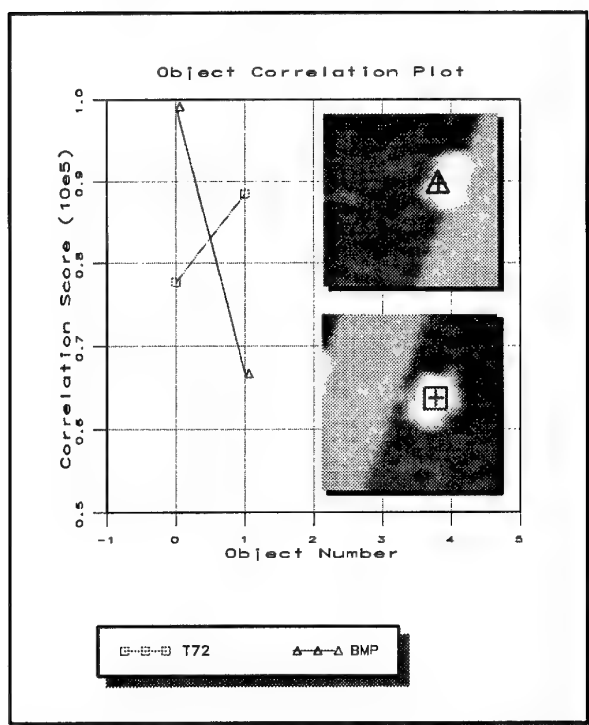 Object Correlation Plot
Correlation Score (10e5)
1.0
0.9
0.8
0.7
0.6
0.5
-1 0 1 2 3 4 5
Object Number
T72 BMP